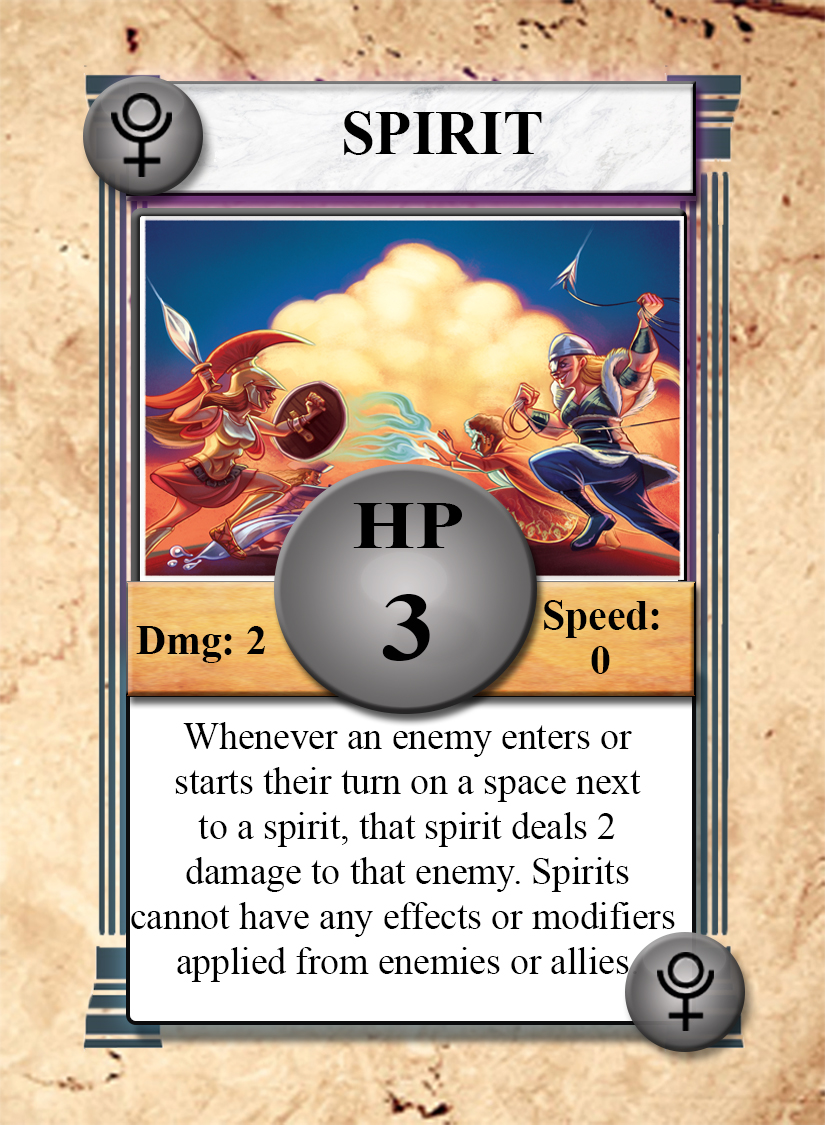 SPIRIT
HP
3
Dmg: 2
Speed:
0
Whenever an enemy enters or
starts their turn on a space next
to a spirit, that spirit deals 2
damage to that enemy. Spirits
cannot have any effects or modifiers
applied from enemies or allies.